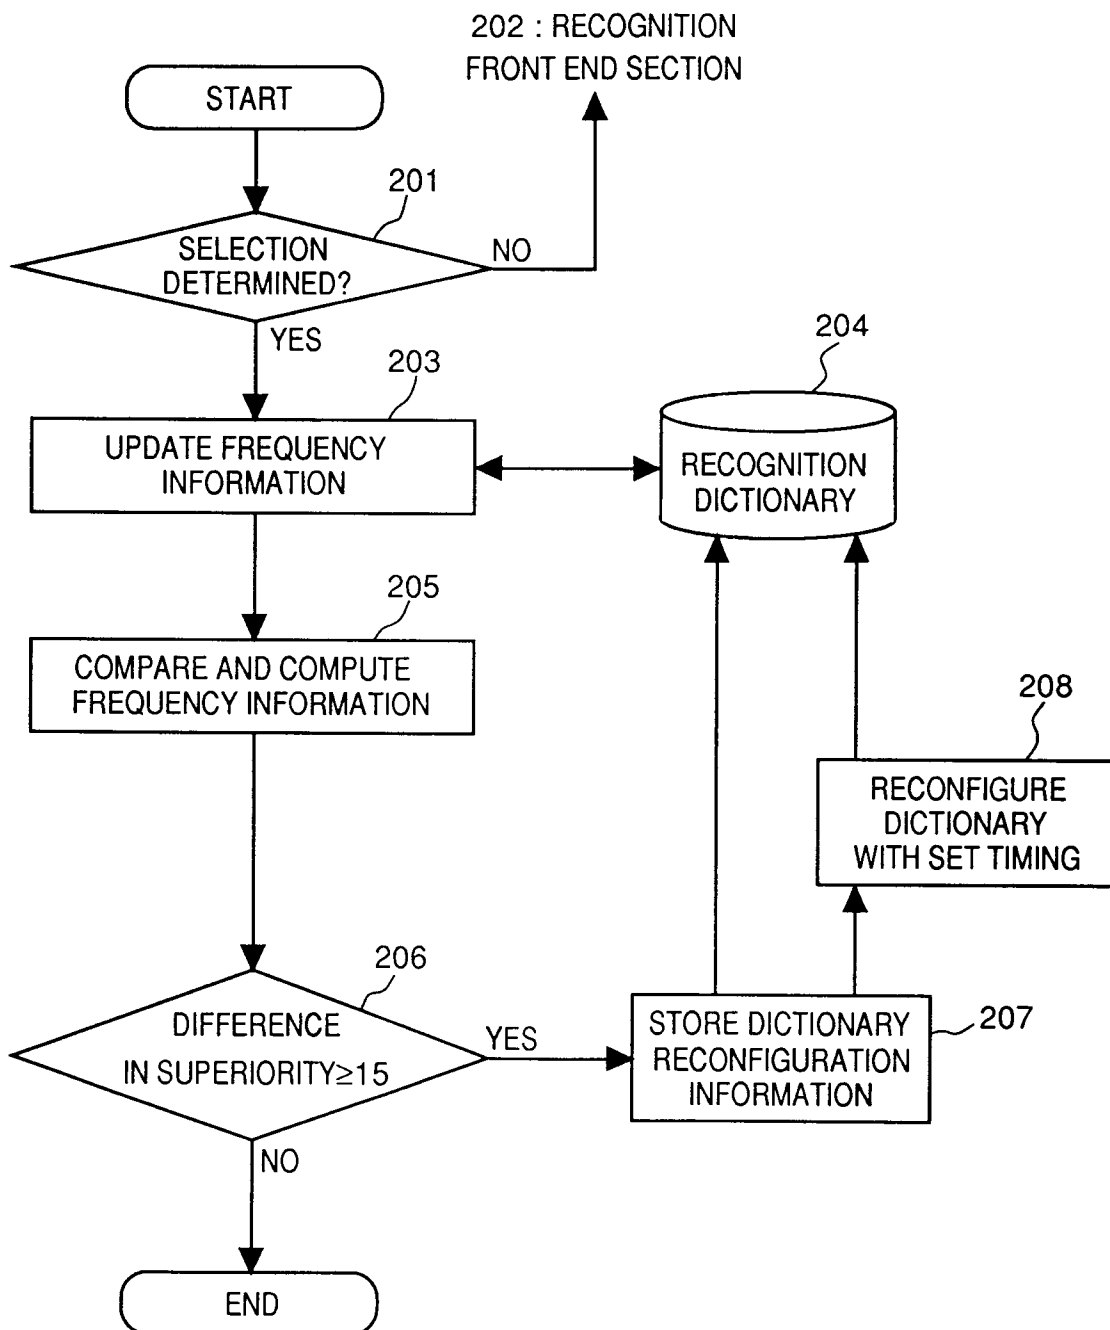 202 : RECOGNITION
FRONT END SECTION
START
201
SELECTION
DETERMINED?
NO
YES
203
UPDATE FREQUENCY
INFORMATION
204
RECOGNITION
DICTIONARY
205
COMPARE AND COMPUTE
FREQUENCY INFORMATION
208
RECONFIGURE
DICTIONARY
WITH SET TIMING
206
DIFFERENCE
IN SUPERIORITY≥15
YES
NO
207
STORE DICTIONARY
RECONFIGURATION
INFORMATION
END